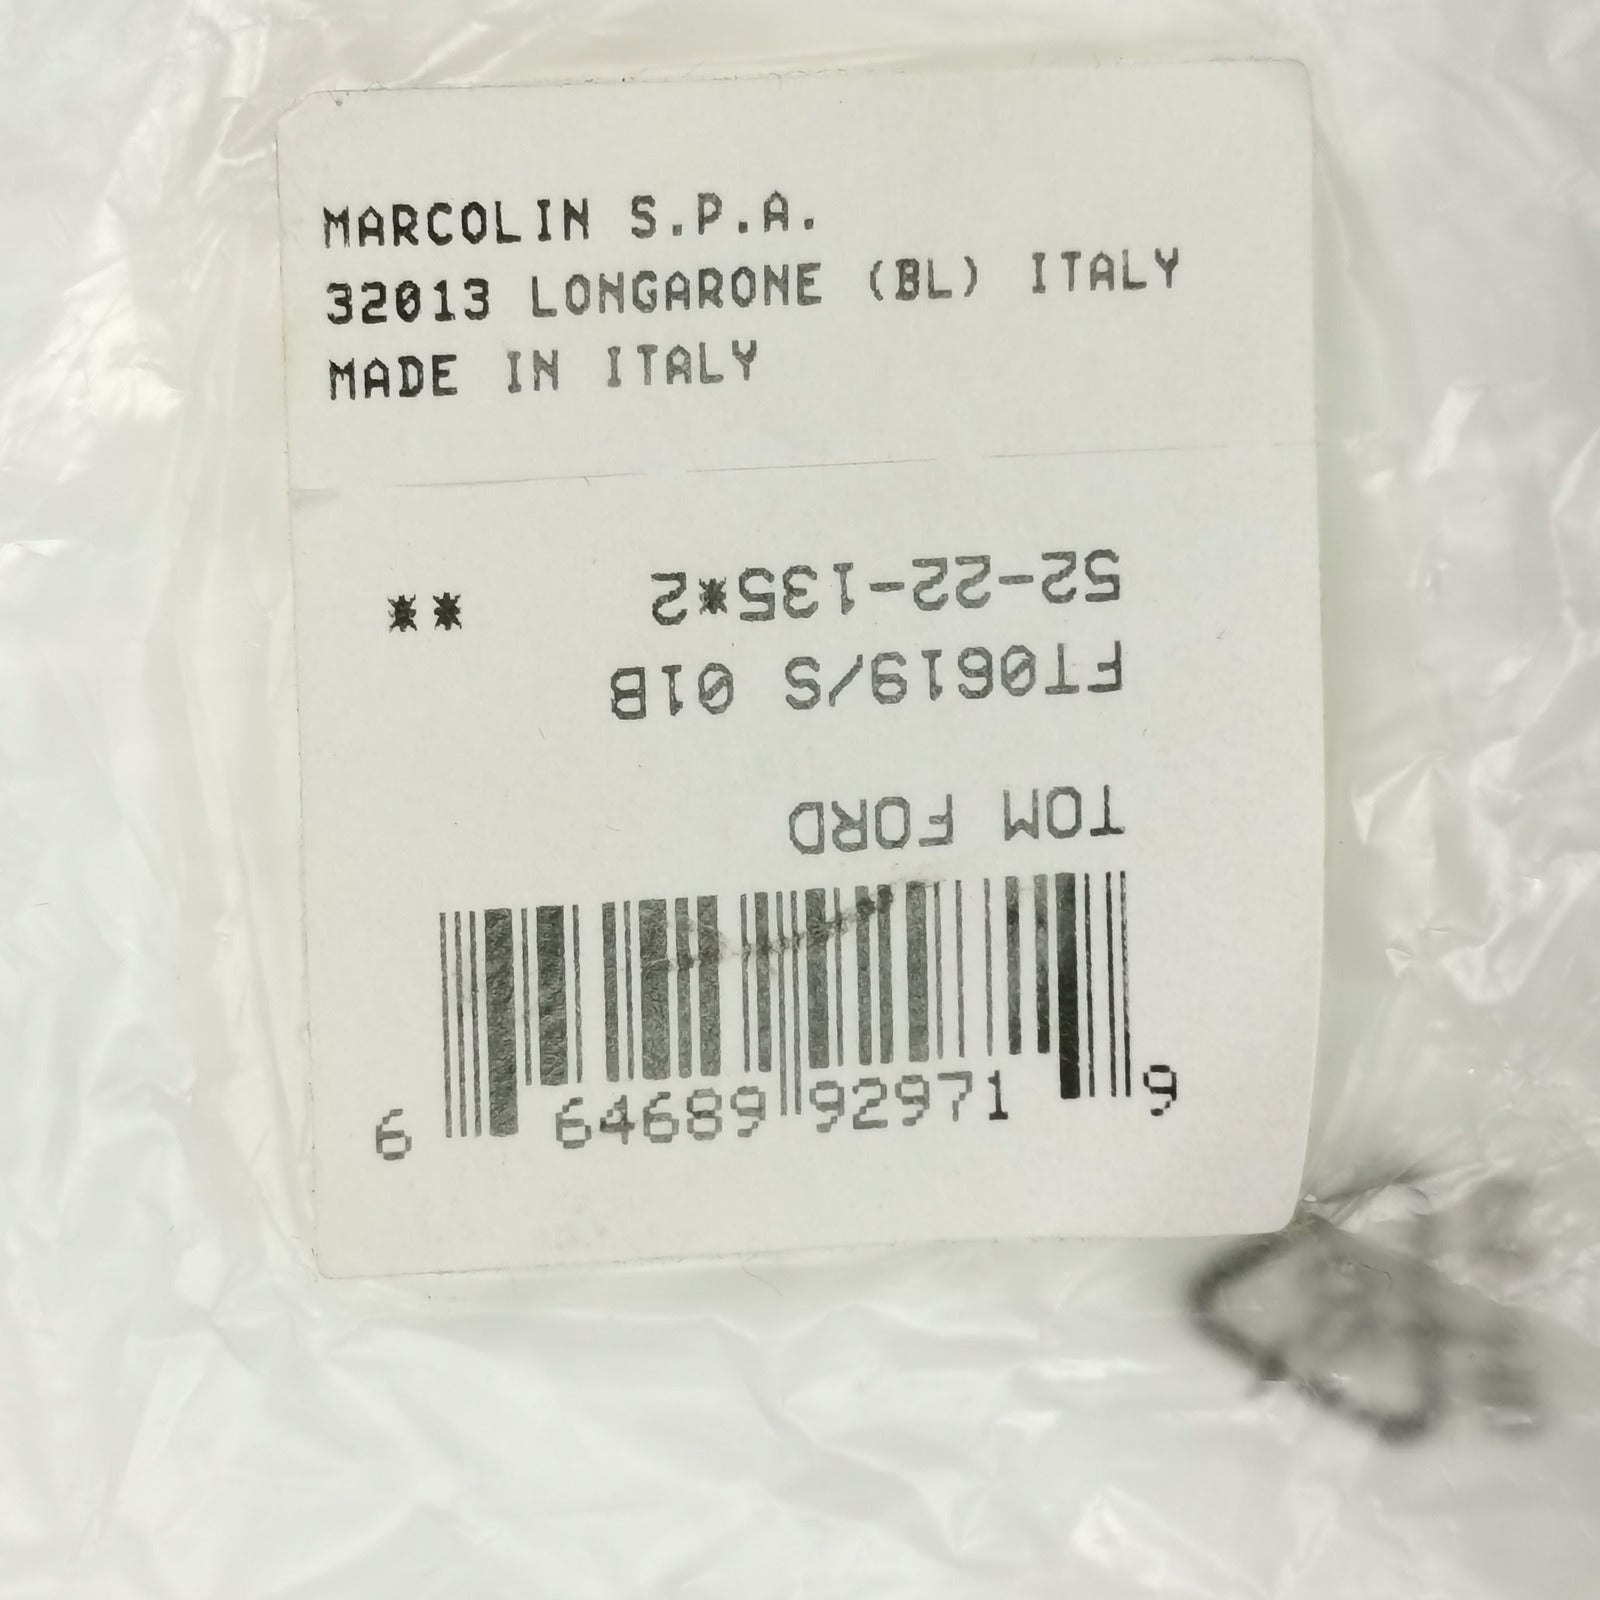 MARCOLIN S.P.A.
32013 LONGARONE (BL) ITALY
MADE IN ITALY
TOM FORD
FT0619/S 01B
52-22-135*2 **
6 64689 92971 9